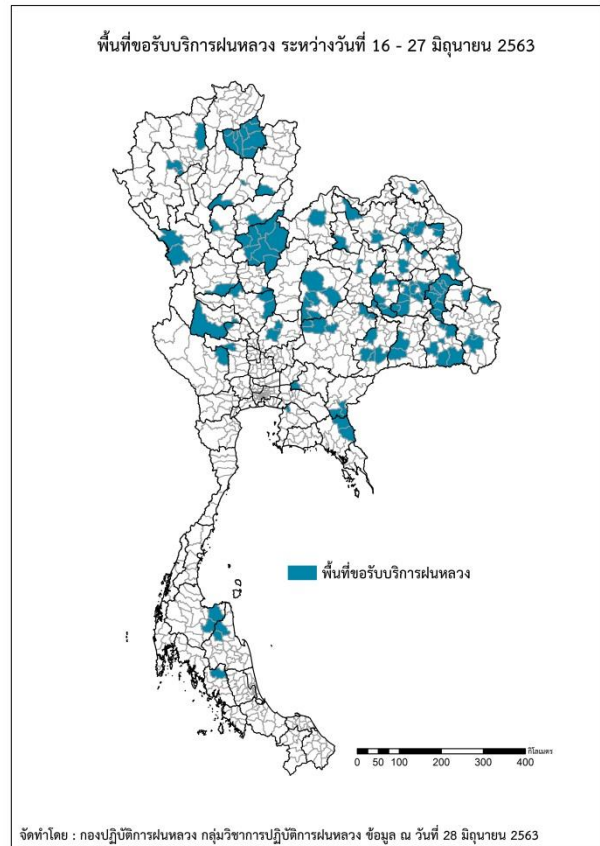 พื้นที่ขอรับบริการฝนหลวง ระหว่างวันที่ 16 - 27 มิถุนายน 2563
พื้นที่ขอรับบริการฝนหลวง
กิโลเมตร
0 50 100 200 300 400
จัดทำโดย : กองปฏิบัติการฝนหลวง กลุ่มวิชาการปฏิบัติการฝนหลวง ข้อมูล ณ วันที่ 28 มิถุนายน 2563